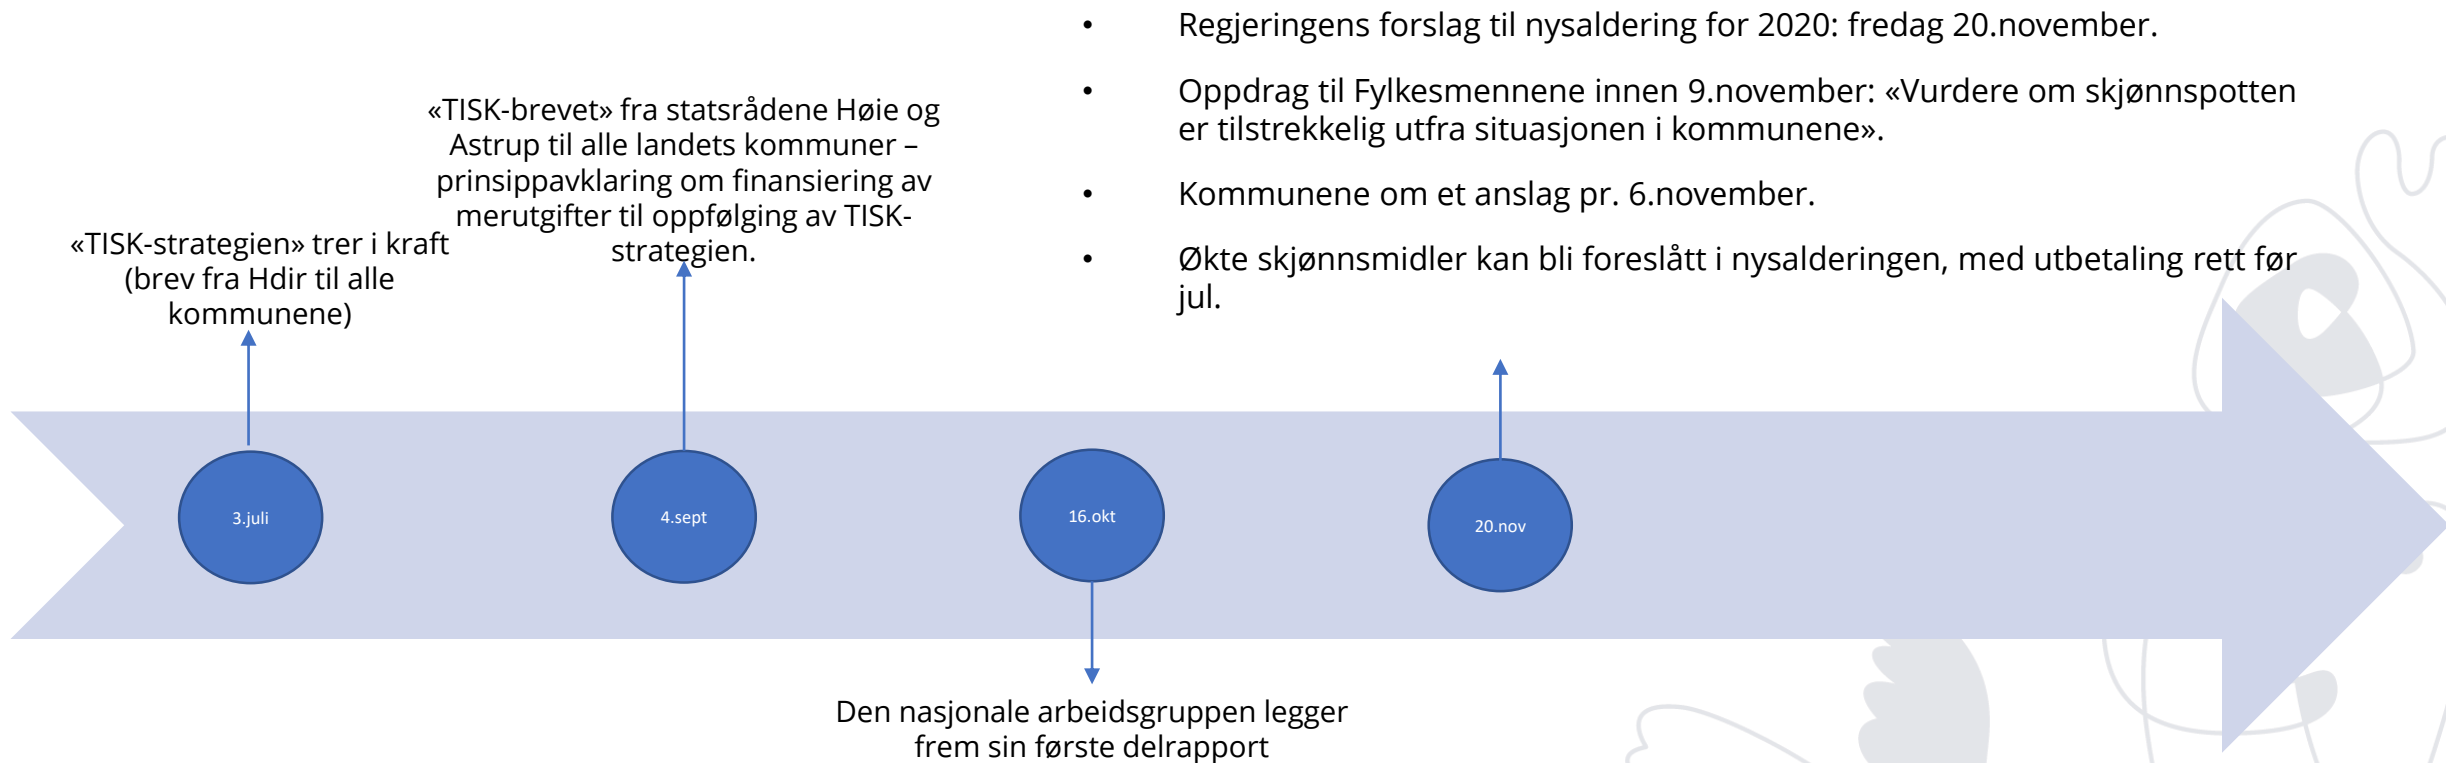 «TISK-strategien» trer i kraft
(brev fra Hdir til alle
kommunene)
«TISK-brevet» fra statsrådene Høie og
Astrup til alle landets kommuner –
prinsippavklaring om finansiering av
merutgifter til oppfølging av TISK-
strategien.
• Regjeringens forslag til nysaldering for 2020: fredag 20.november.
• Oppdrag til Fylkesmennene innen 9.november: «Vurdere om skjønnspotten
er tilstrekkelig utfra situasjonen i kommunene».
• Kommunene om et anslag pr. 6.november.
• Økte skjønnsmidler kan bli foreslått i nysalderingen, med utbetaling rett før
jul.
3.juli
4.sept
16.okt
20.nov
Den nasjonale arbeidsgruppen legger
frem sin første delrapport